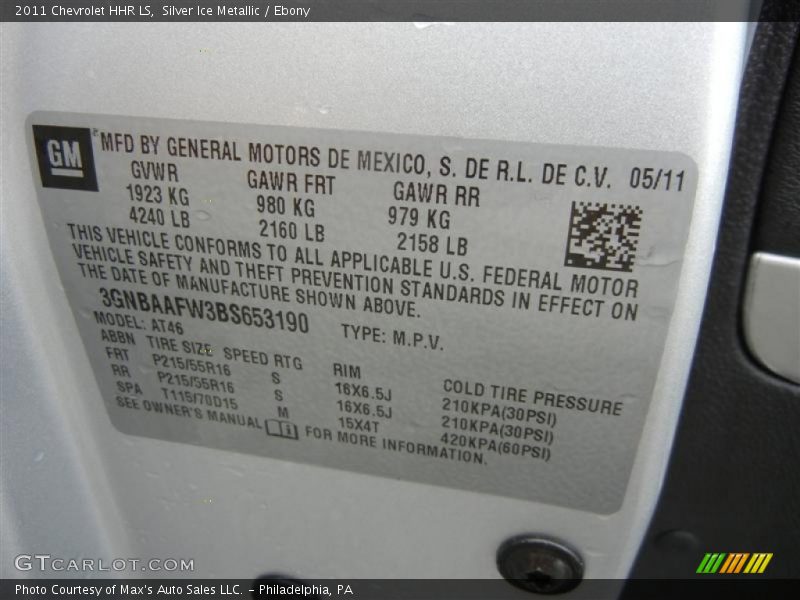 2011 Chevrolet HHR LS, Silver Ice Metallic / Ebony
GM
MFD BY GENERAL MOTORS DE MEXICO, S. DE R.L. DE C.V. 05/11
GVWR GAWR FRT GAWR RR
1923 KG 980 KG 979 KG
4240 LB 2160 LB 2158 LB
THIS VEHICLE CONFORMS TO ALL APPLICABLE U.S. FEDERAL MOTOR
VEHICLE SAFETY AND THEFT PREVENTION STANDARDS IN EFFECT ON
THE DATE OF MANUFACTURE SHOWN ABOVE.
3GNBAAFW3BS653190 TYPE: M.P.V.
MODEL: AT46
ABBN TIRE SIZE SPEED RTG RIM COLD TIRE PRESSURE
FRT P215/55R16 S 16X6.5J 210KPA(30PSI)
RR P215/55R16 S 16X6.5J 210KPA(30PSI)
SPA T115/70D15 M 15X4T 420KPA(60PSI)
SEE OWNER'S MANUAL FOR MORE INFORMATION.
GTCARLOT.COM
Photo Courtesy of Max's Auto Sales LLC. - Philadelphia, PA